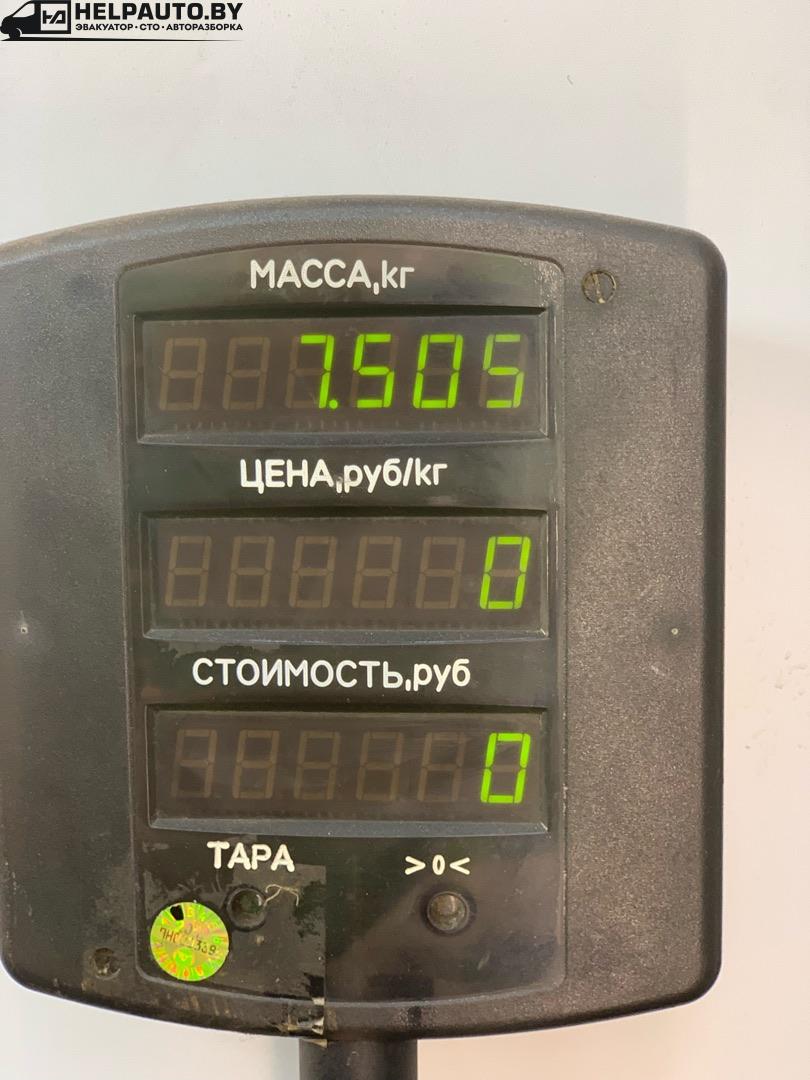 HELPAUTO.BY
ЭВАКУАТОР • СТО • АВТОРАЗБОРКА
МАССА,кг
7.505
ЦЕНА,руб/кг
0
СТОИМОСТЬ,руб
0
ТАРА >0<